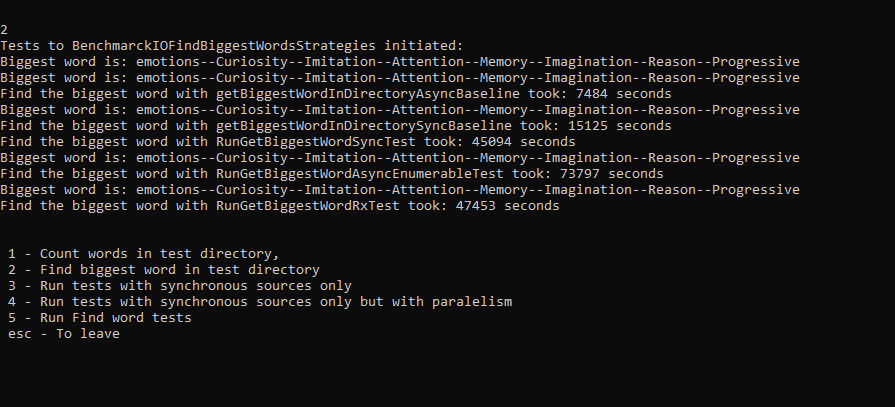 2
Tests to BenchmarckIOFindBiggestWordsStrategies initiated:
Biggest word is: emotions--Curiosity--Imitation--Attention--Memory--Imagination--Reason--Progressive
Biggest word is: emotions--Curiosity--Imitation--Attention--Memory--Imagination--Reason--Progressive
Find the biggest word with getBiggestWordInDirectoryAsyncBaseline took: 7484 seconds
Biggest word is: emotions--Curiosity--Imitation--Attention--Memory--Imagination--Reason--Progressive
Find the biggest word with getBiggestWordInDirectorySyncBaseline took: 15125 seconds
Find the biggest word with RunGetBiggestWordSyncTest took: 45094 seconds
Biggest word is: emotions--Curiosity--Imitation--Attention--Memory--Imagination--Reason--Progressive
Find the biggest word with RunGetBiggestWordAsyncEnumerableTest took: 73797 seconds
Biggest word is: emotions--Curiosity--Imitation--Attention--Memory--Imagination--Reason--Progressive
Find the biggest word with RunGetBiggestWordRxTest took: 47453 seconds
1 - Count words in test directory,
2 - Find biggest word in test directory
3 - Run tests with synchronous sources only
4 - Run tests with synchronous sources only but with paralelism
5 - Run Find word tests
esc - To leave